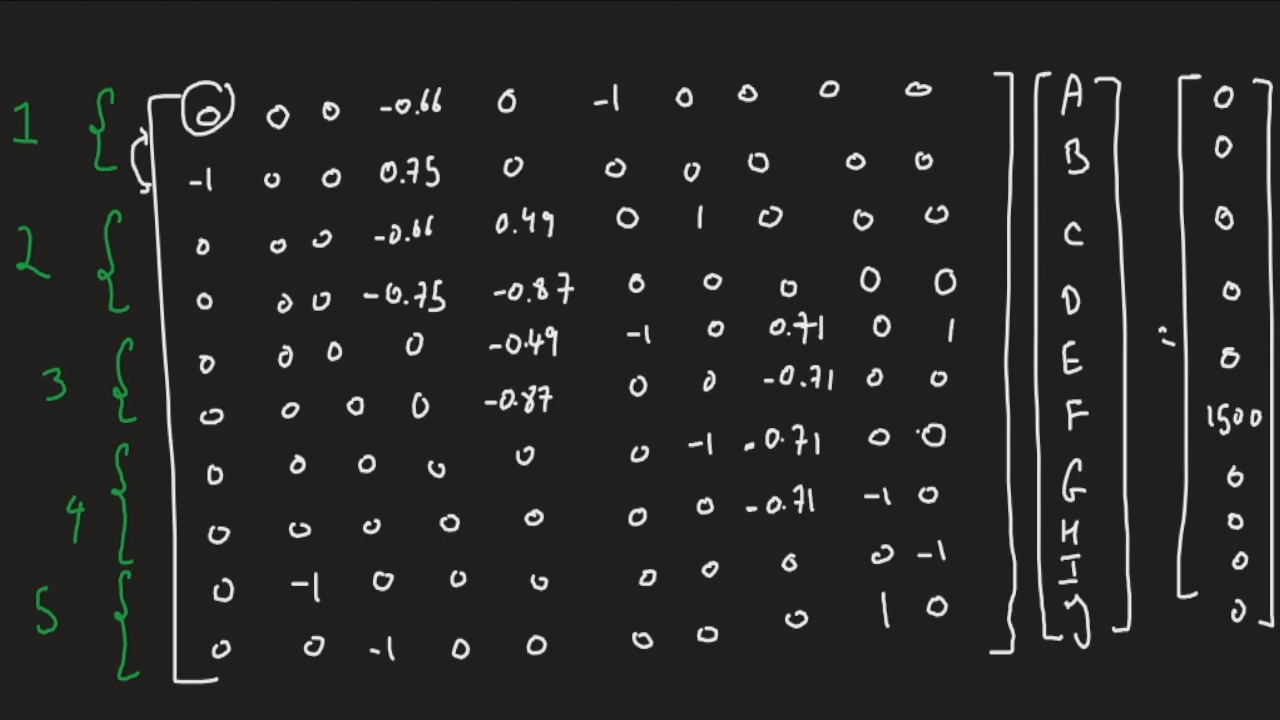 1 { [ 0 0 0 -0.66 0 -1 0 0 0 0 ] [ A ] [ 0 ]
-1 0 0 0.75 0 0 0 0 0 0 B 0
2 { 0 0 0 -0.66 0.49 0 1 0 0 0 C 0
0 0 0 -0.75 -0.87 0 0 0 0 0 D 0
3 { 0 0 0 0 -0.49 -1 0 0.71 0 1 E = 0
0 0 0 0 -0.87 0 0 -0.71 0 0 F 1500
4 { 0 0 0 0 0 0 -1 -0.71 0 0 G 0
0 0 0 0 0 0 0 -0.71 -1 0 H 0
5 { 0 -1 0 0 0 0 0 0 0 -1 I 0
0 0 -1 0 0 0 0 0 1 0 J 0